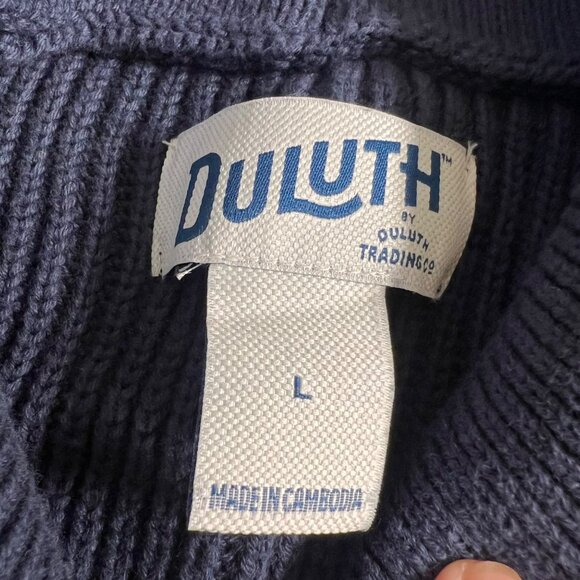 DULUTH™
BY
DULUTH
TRADING CO
L
MADE IN CAMBODIA